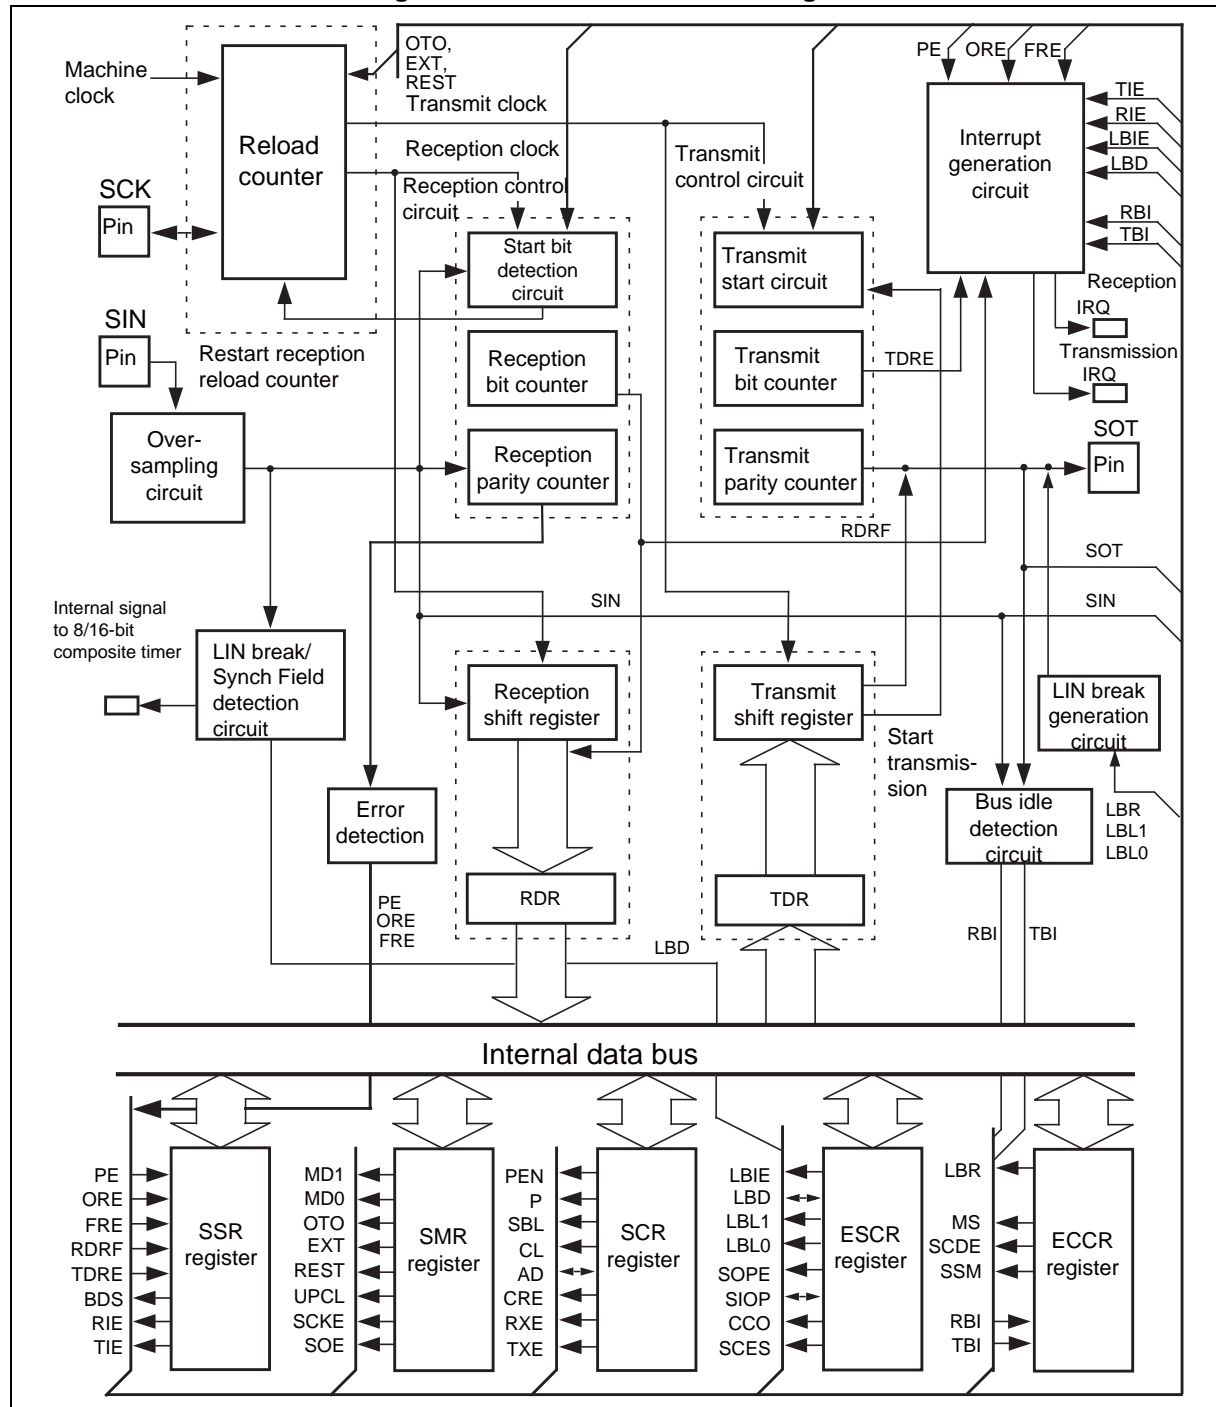 OTO,
EXT,
REST
Machine
clock
Transmit clock
Reload
counter
Reception clock
Reception control
circuit
Transmit
control circuit
PE
ORE
FRE
Interrupt
generation
circuit
TIE
RIE
LBIE
LBD
RBI
TBI
SCK
Pin
Start bit
detection
circuit
Transmit
start circuit
Reception
IRQ
Transmission
IRQ
SIN
Pin
Restart reception
reload counter
Reception
bit counter
Transmit
bit counter
TDRE
Over-
sampling
circuit
Reception
parity counter
Transmit
parity counter
SOT
Pin
RDRF
SOT
SIN
SIN
Internal signal
to 8/16-bit
composite timer
LIN break/
Synch Field
detection
circuit
Reception
shift register
Transmit
shift register
Start
transmis-
sion
LIN break
generation
circuit
Error
detection
Bus idle
detection
circuit
LBR
LBL1
LBL0
PE
ORE
FRE
RDR
TDR
LBD
RBI
TBI
Internal data bus
PE
ORE
FRE
RDRF
TDRE
BDS
RIE
TIE
SSR
register
MD1
MD0
OTO
EXT
REST
UPCL
SCKE
SOE
SMR
register
PEN
P
SBL
CL
AD
CRE
RXE
TXE
SCR
register
LBIE
LBD
LBL1
LBL0
SOPE
SIOP
CCO
SCES
ESCR
register
LBR
MS
SCDE
SSM
RBI
TBI
ECCR
register